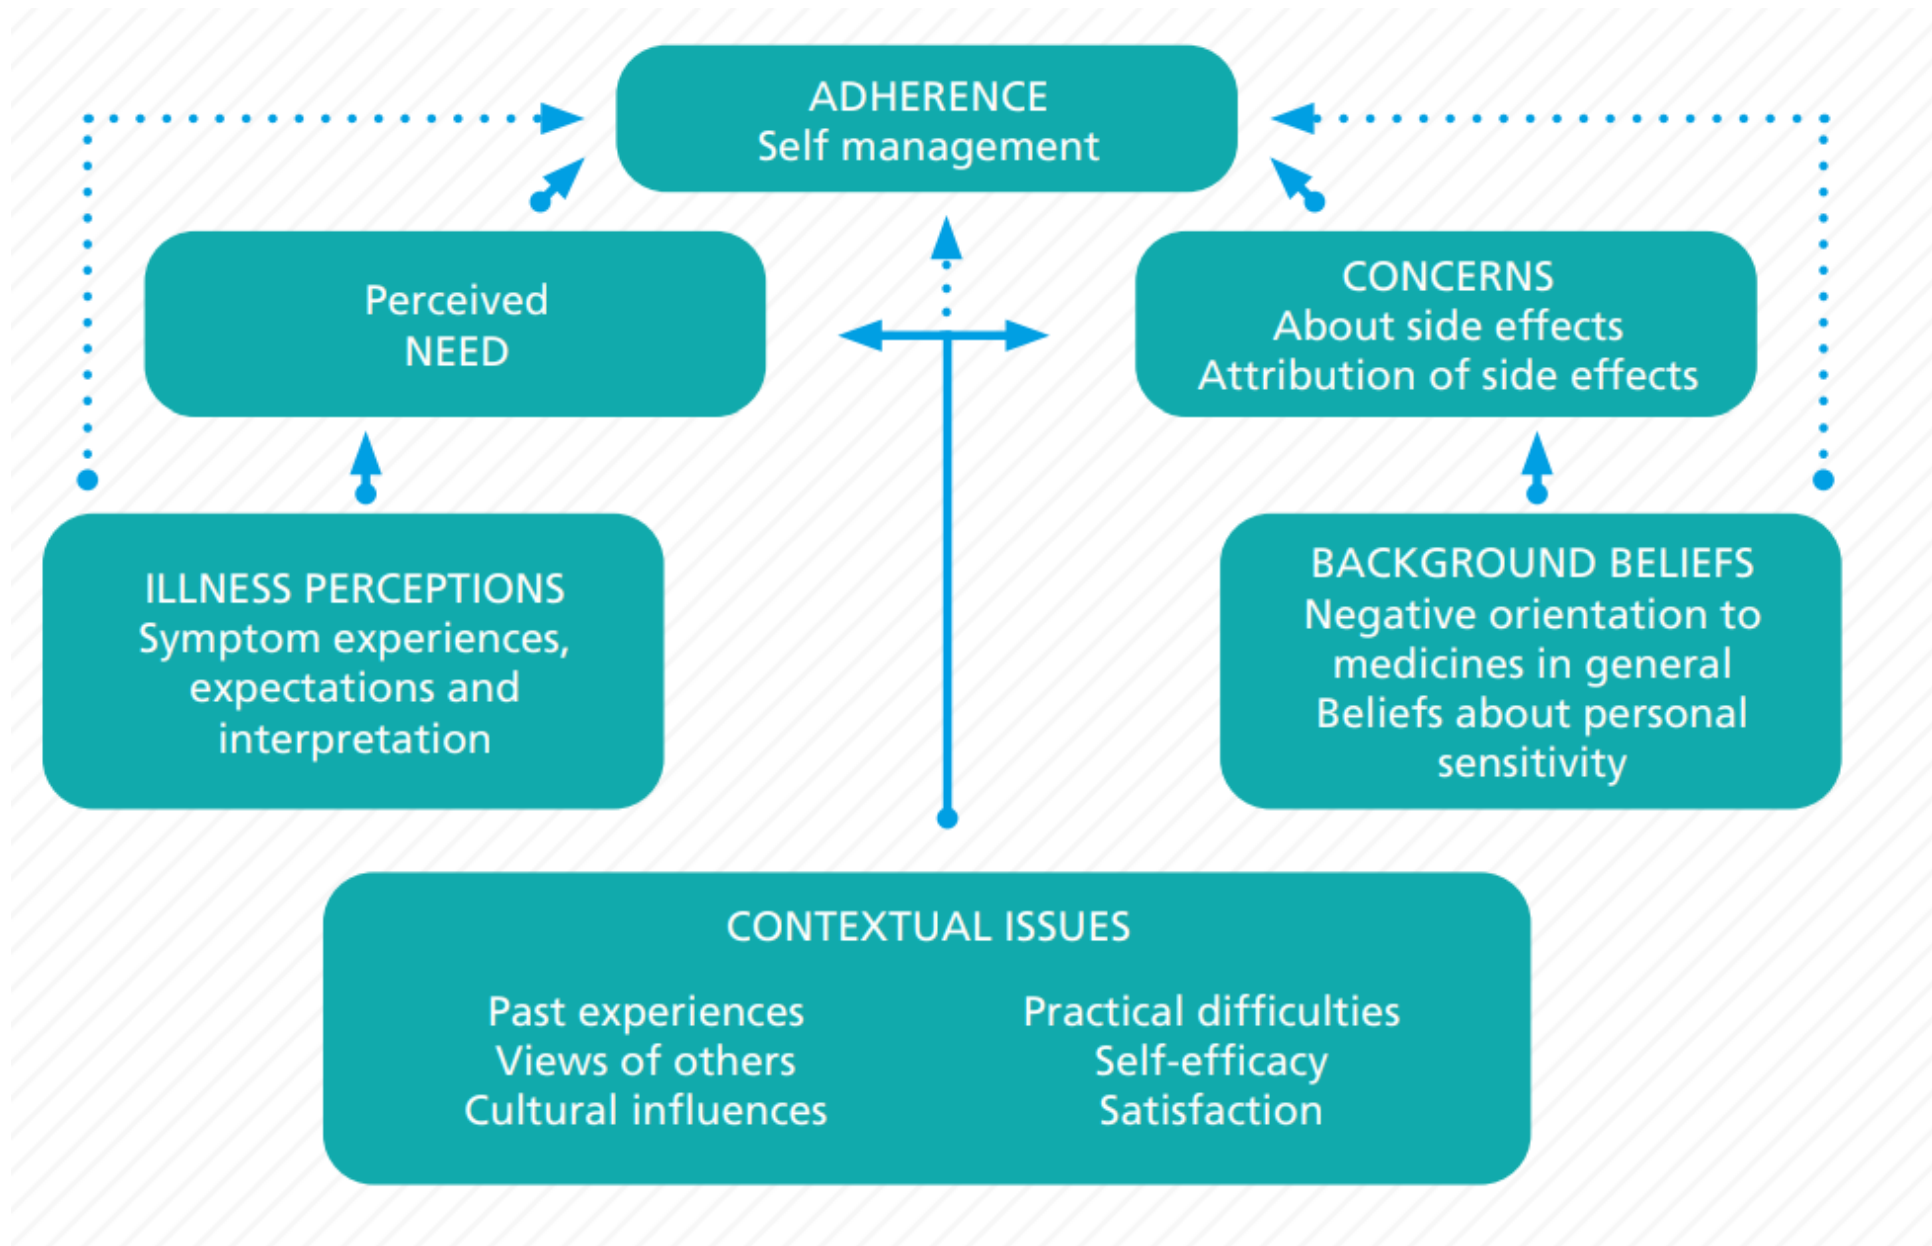 ADHERENCE
Self management
Perceived
NEED
CONCERNS
About side effects
Attribution of side effects
ILLNESS PERCEPTIONS
Symptom experiences,
expectations and
interpretation
BACKGROUND BELIEFS
Negative orientation to
medicines in general
Beliefs about personal
sensitivity
CONTEXTUAL ISSUES
Past experiences
Views of others
Cultural influences
Practical difficulties
Self-efficacy
Satisfaction